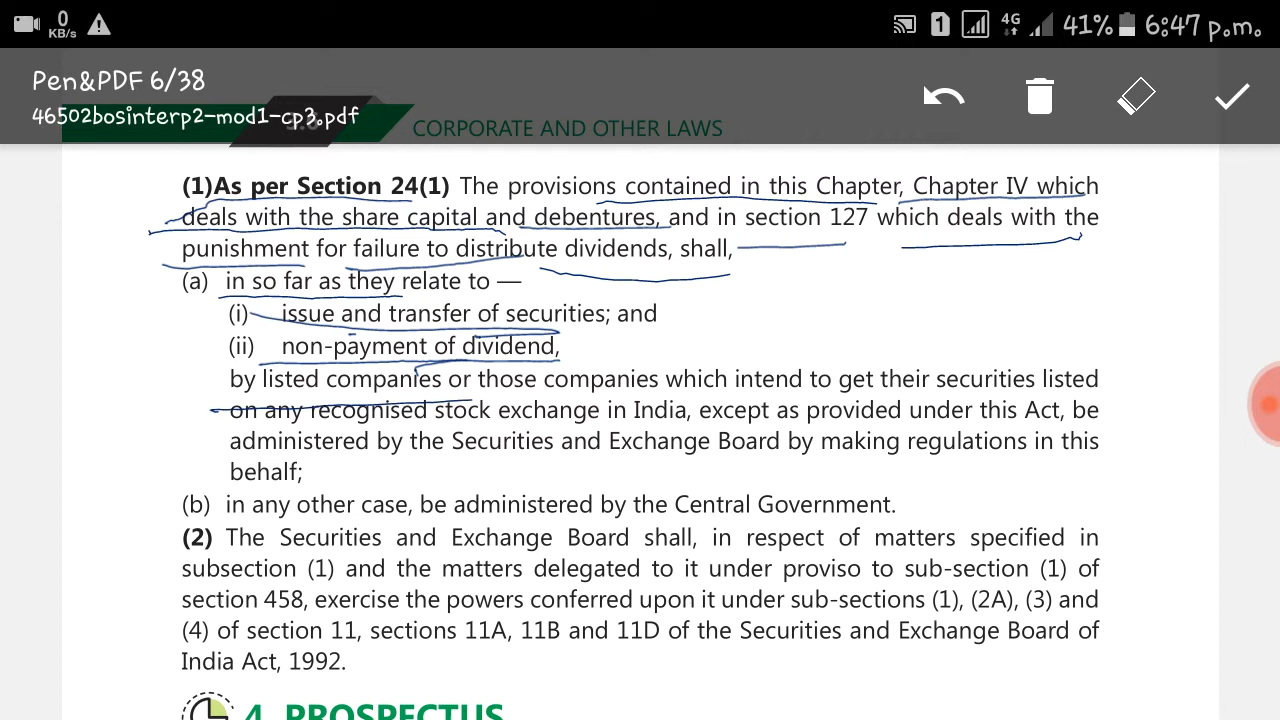 0 KB/s 1 4G 41% 6:47 p.m.
Pen&PDF 6/38
46502bosinterp2-mod1-cp3.pdf
CORPORATE AND OTHER LAWS
(1)As per Section 24(1) The provisions contained in this Chapter, Chapter IV which
deals with the share capital and debentures, and in section 127 which deals with the
punishment for failure to distribute dividends, shall,
(a) in so far as they relate to —
(i) issue and transfer of securities; and
(ii) non-payment of dividend,
by listed companies or those companies which intend to get their securities listed
on any recognised stock exchange in India, except as provided under this Act, be
administered by the Securities and Exchange Board by making regulations in this
behalf;
(b) in any other case, be administered by the Central Government.
(2) The Securities and Exchange Board shall, in respect of matters specified in
subsection (1) and the matters delegated to it under proviso to sub-section (1) of
section 458, exercise the powers conferred upon it under sub-sections (1), (2A), (3) and
(4) of section 11, sections 11A, 11B and 11D of the Securities and Exchange Board of
India Act, 1992.
4. PROSPECTUS